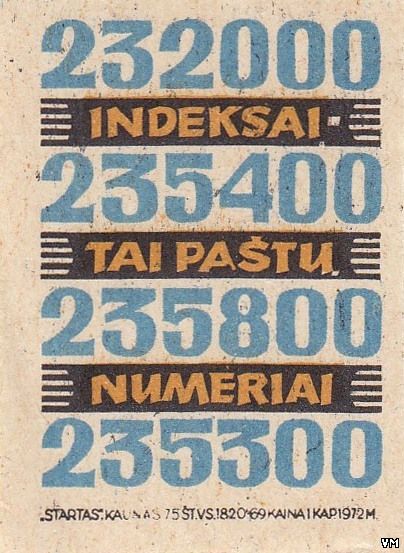 232000
INDEKSAI-
235400
TAI PAŠTŲ
235800
NUMERIAI
235300
„STARTAS“. KAUNAS 75 ŠT. VS. 1820-69 KAINA 1 KAP. 1972 M.
VM